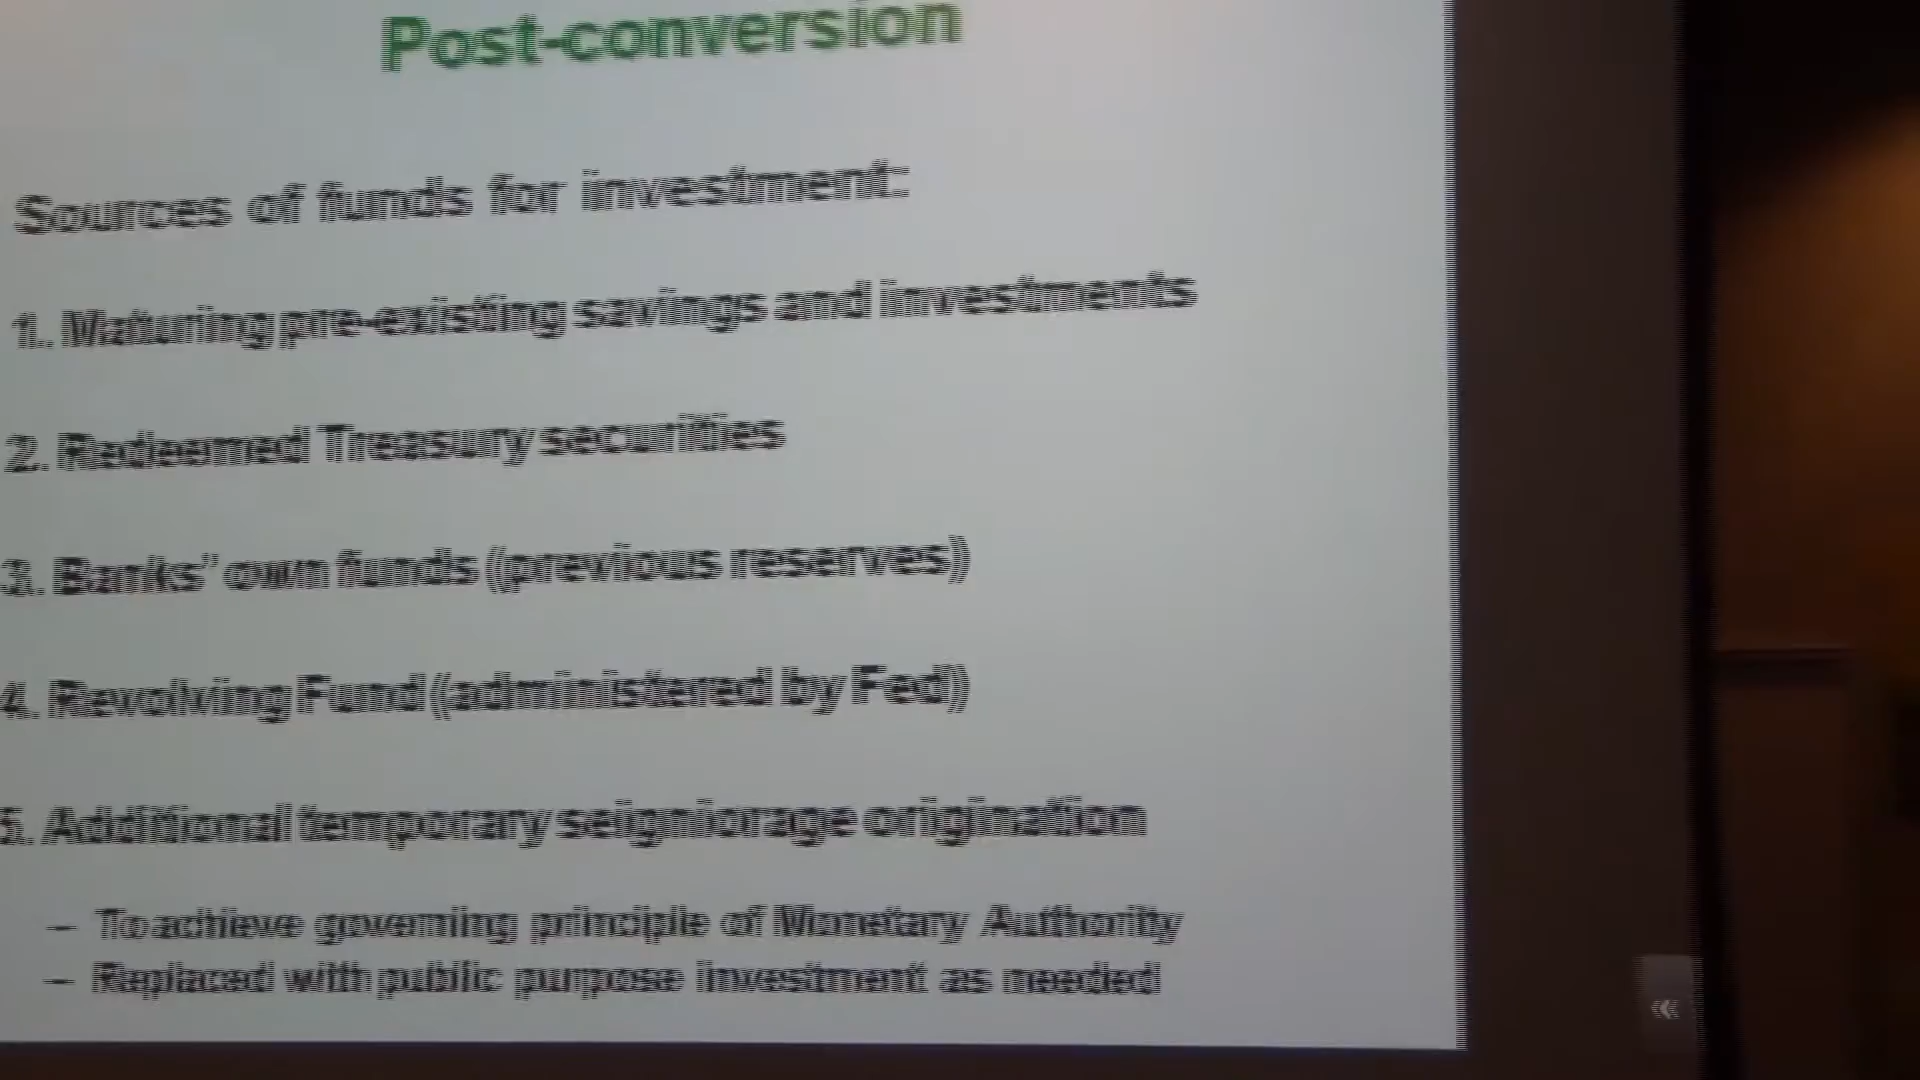 Post-conversion
Sources of funds for investment:
1. Maturing pre-existing savings and investments
2. Redeemed Treasury securities
3. Banks' own funds (previous reserves)
4. Revolving Fund (administered by Fed)
5. Additional temporary seigniorage origination
– To achieve governing principle of Monetary Authority
– Replaced with public purpose investment as needed
«